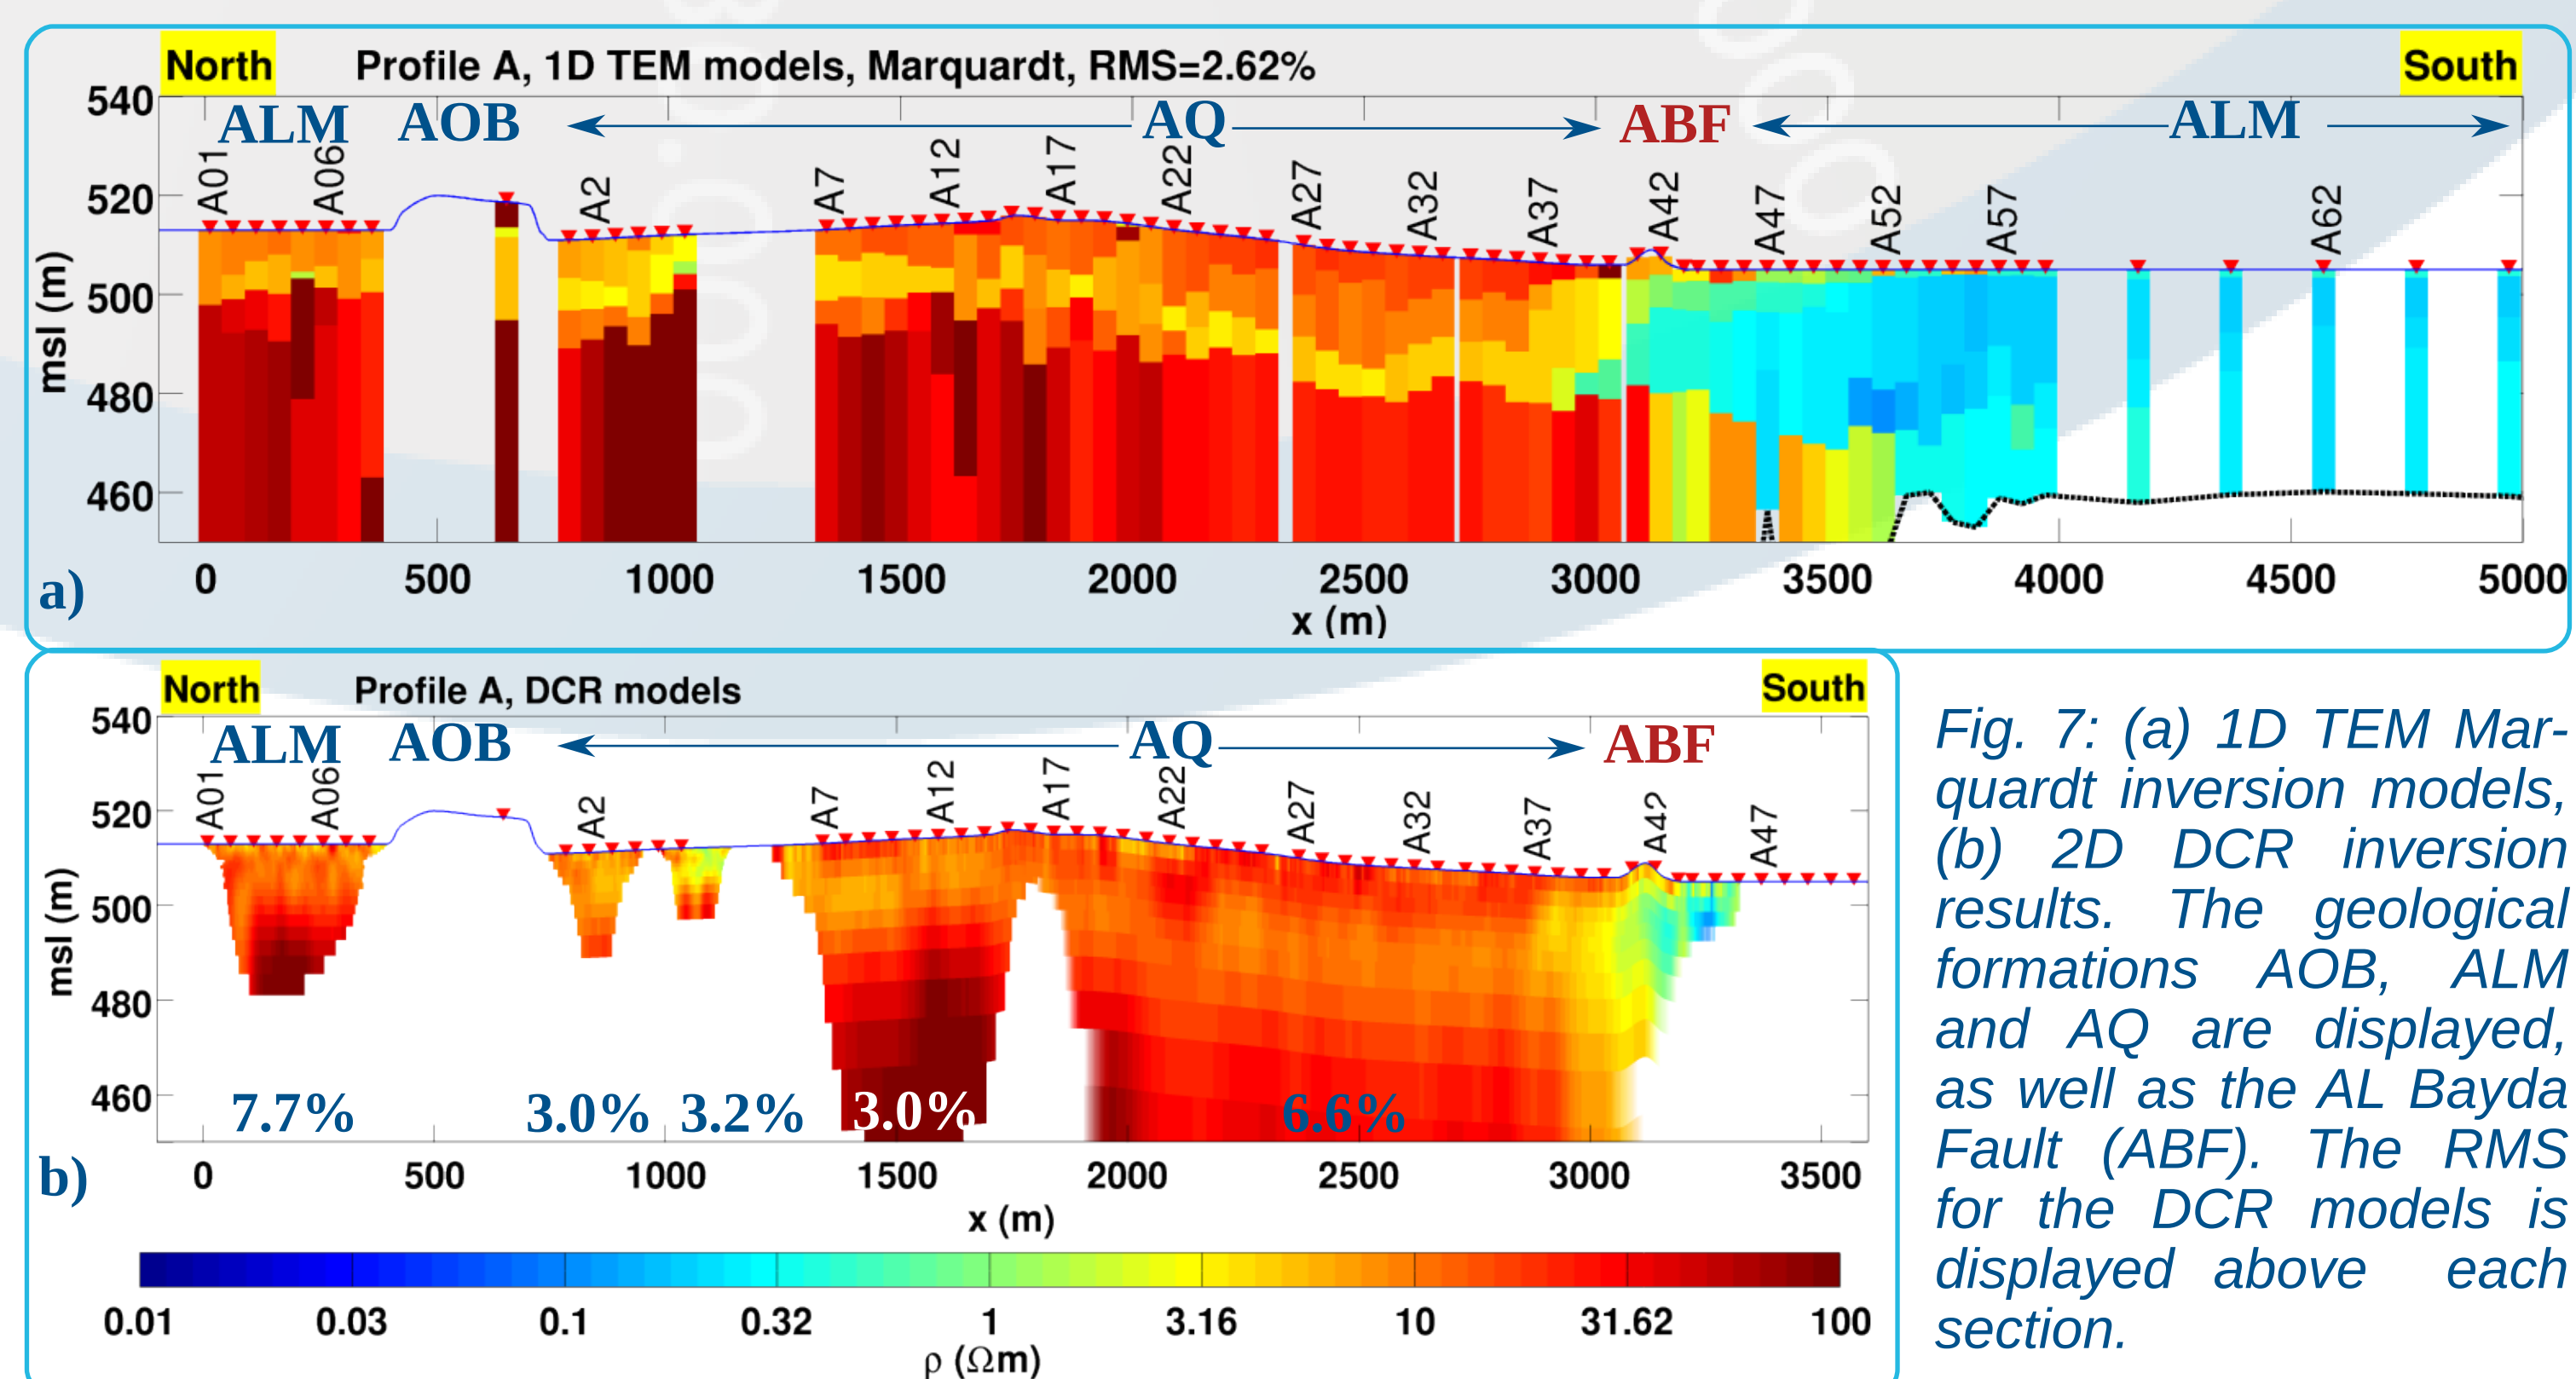 North Profile A, 1D TEM models, Marquardt, RMS=2.62% South
540
ALM AOB AQ ABF ALM
A01 A06 A2 A7 A12 A17 A22 A27 A32 A37 A42 A47 A52 A57 A62
520
500
480
460
msl (m)
0 500 1000 1500 2000 2500 3000 3500 4000 4500 5000
x (m)
a)
North Profile A, DCR models South
540
ALM AOB AQ ABF
A01 A06 A2 A7 A12 A17 A22 A27 A32 A37 A42 A47
520
500
480
460
msl (m)
7.7% 3.0% 3.2% 3.0% 6.6%
0 500 1000 1500 2000 2500 3000 3500
x (m)
b)
0.01 0.03 0.1 0.32 1 3.16 10 31.62 100
ρ (Ωm)
Fig. 7: (a) 1D TEM Mar-
quardt inversion models,
(b) 2D DCR inversion
results. The geological
formations AOB, ALM
and AQ are displayed,
as well as the AL Bayda
Fault (ABF). The RMS
for the DCR models is
displayed above each
section.